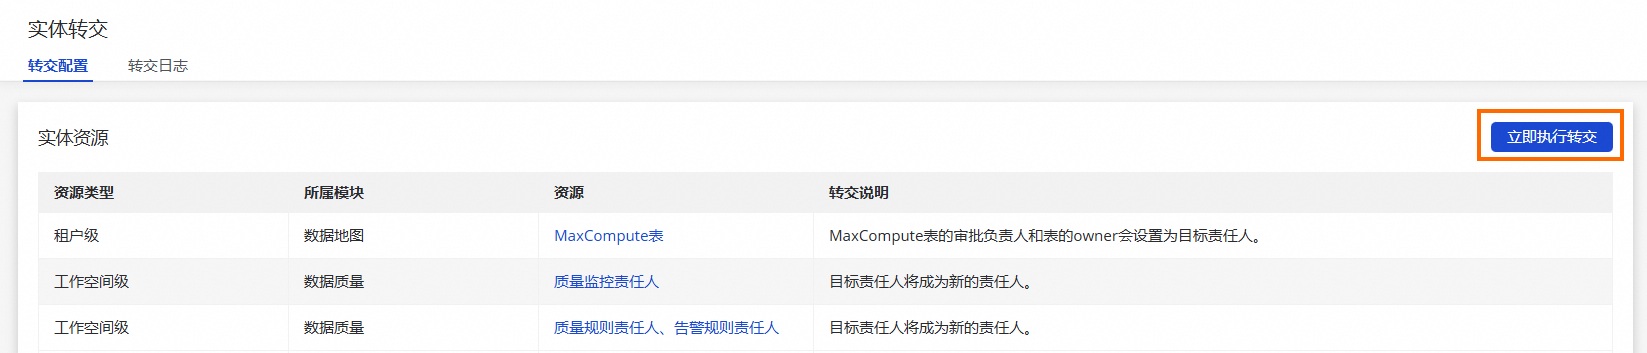 实体转交
转交配置 转交日志
实体资源 立即执行转交
资源类型 所属模块 资源 转交说明
租户级 数据地图 MaxCompute表 MaxCompute表的审批负责人和表的owner会设置为目标责任人。
工作空间级 数据质量 质量监控责任人 目标责任人将成为新的责任人。
工作空间级 数据质量 质量规则责任人、告警规则责任人 目标责任人将成为新的责任人。